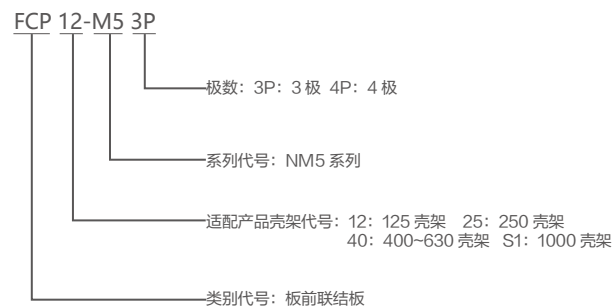 FCP 12-M5 3P
极数：3P：3 极 4P：4 极
系列代号：NM5 系列
适配产品壳架代号：12：125 壳架 25：250 壳架
40：400~630 壳架 S1：1000 壳架
类别代号：板前联结板